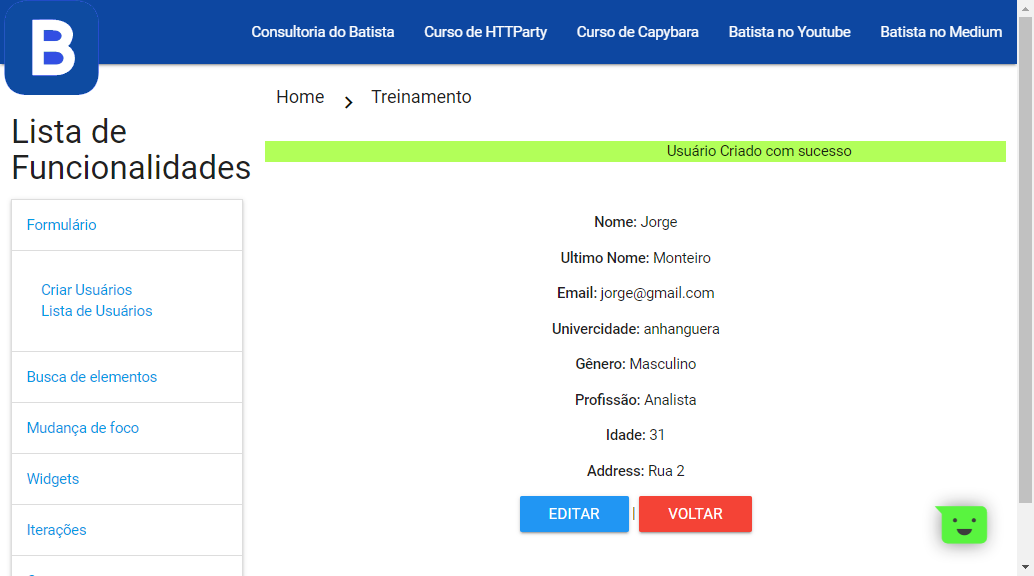 B
Consultoria do Batista
Curso de HTTParty
Curso de Capybara
Batista no Youtube
Batista no Medium
Home
Treinamento
Lista de
Funcionalidades
Formulário
Criar Usuários
Lista de Usuários
Busca de elementos
Mudança de foco
Widgets
Iterações
Usuário Criado com sucesso
Nome: Jorge
Ultimo Nome: Monteiro
Email: jorge@gmail.com
Univercidade: anhanguera
Gênero: Masculino
Profissão: Analista
Idade: 31
Address: Rua 2
EDITAR | VOLTAR